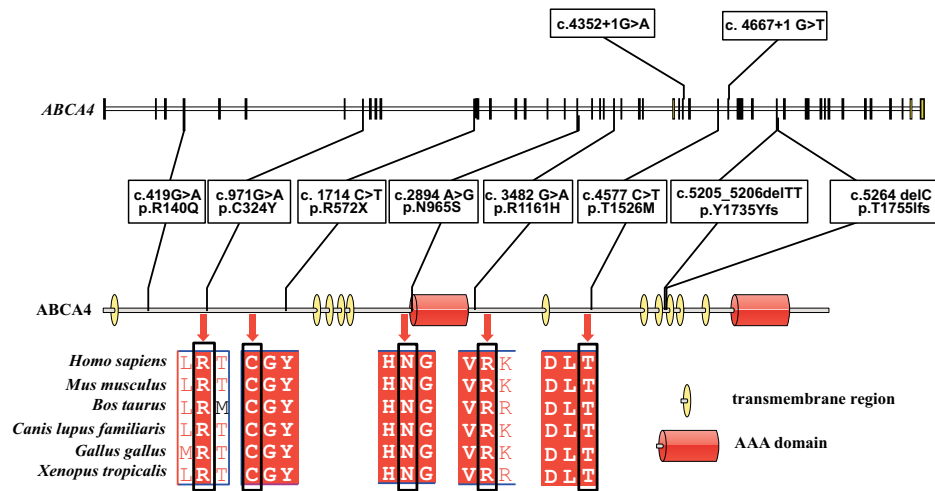 c.4352+1G>A
c. 4667+1 G>T
ABCA4
c.419G>A
p.R140Q
c.971G>A
p.C324Y
c. 1714 C>T
p.R572X
c.2894 A>G
p.N965S
c. 3482 G>A
p.R1161H
c.4577 C>T
p.T1526M
c.5205_5206delTT
p.Y1735Yfs
c.5264 delC
p.T1755Ifs
ABCA4
Homo sapiens LRT CGY HNG VRK DLT
Mus musculus LRT CGY HNG VRK DLT
Bos taurus LRM CGY HNG VRR DLT
Canis lupus familiaris LRT CGY HNG VRK DLT
Gallus gallus MRT CGY HNG VRK DLT
Xenopus tropicalis LRT CGY HNG VRK DLT
transmembrane region
AAA domain